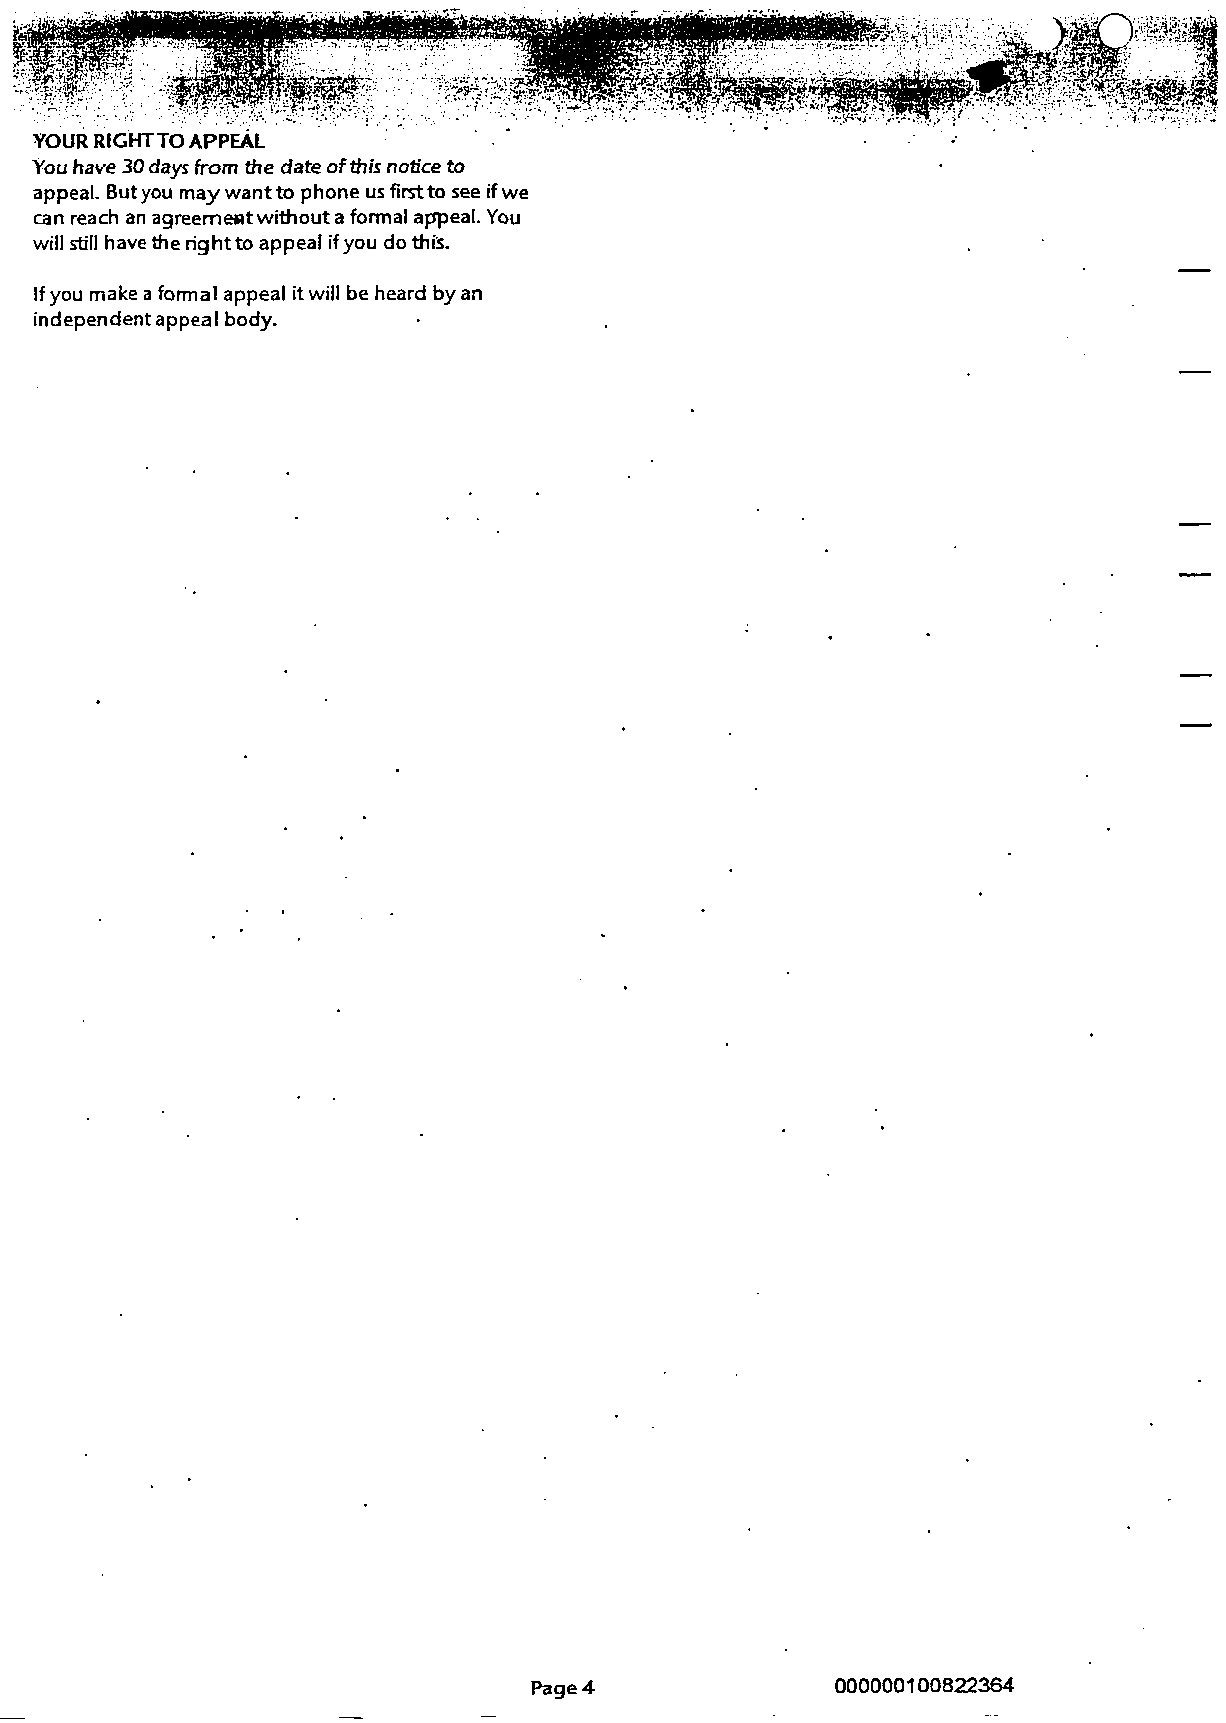 YOUR RIGHT TO APPEAL
You have 30 days from the date of this notice to
appeal. But you may want to phone us first to see if we
can reach an agreement without a formal appeal. You
will still have the right to appeal if you do this.
If you make a formal appeal it will be heard by an
independent appeal body.
Page 4 000000100822364